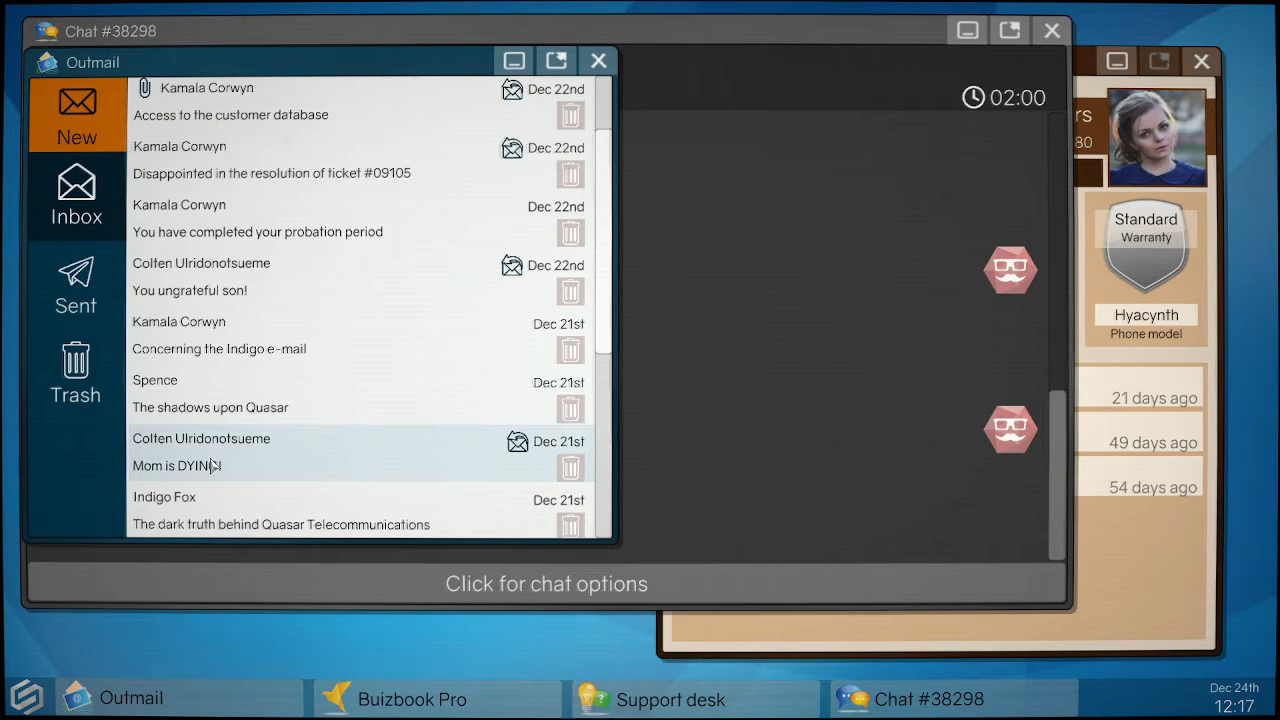 Chat #38298
Outmail
New
Inbox
Sent
Trash
Kamala Corwyn Dec 22nd
Access to the customer database
Kamala Corwyn Dec 22nd
Disappointed in the resolution of ticket #09105
Kamala Corwyn Dec 22nd
You have completed your probation period
Colten Ulridonotsueme Dec 22nd
You ungrateful son!
Kamala Corwyn Dec 21st
Concerning the Indigo e-mail
Spence Dec 21st
The shadows upon Quasar
Colten Ulridonotsueme Dec 21st
Mom is DYING!
Indigo Fox Dec 21st
The dark truth behind Quasar Telecommunications
02:00
rs
80
Standard
Warranty
Hyacynth
Phone model
21 days ago
49 days ago
54 days ago
Click for chat options
Outmail
Buizbook Pro
Support desk
Chat #38298
Dec 24th
12:17